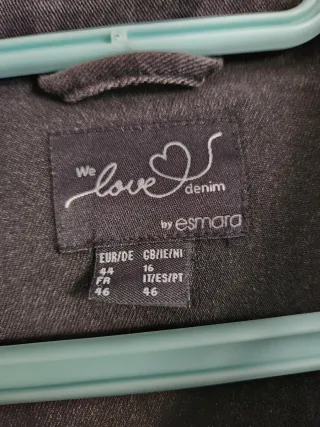 We love denim
by esmara
EUR/DE GB/IE/NI
44 16
FR IT/ES/PT
46 46